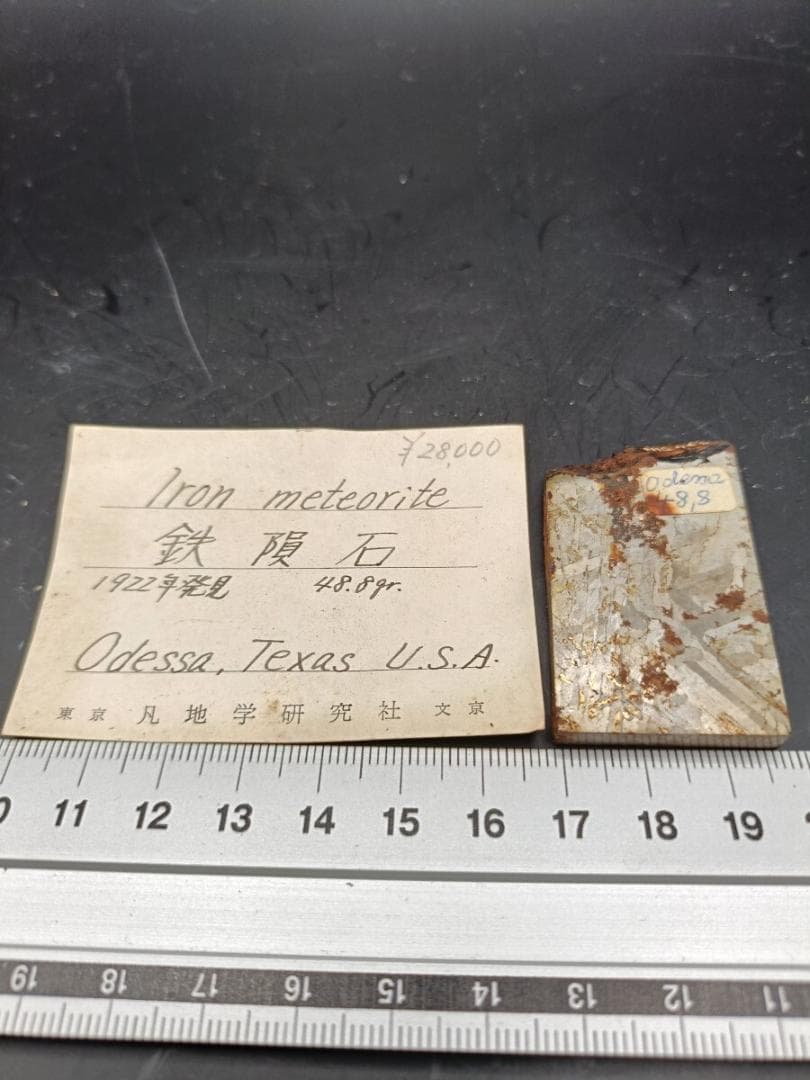 ¥28,000
Iron meteorite
鉄隕石
1922年発見 48.8gr.
Odessa, Texas U.S.A.
東京 凡地学研究社 文京
Odessa
48,8
11 12 13 14 15 16 17 18 19
19 18 17 16 15 14 13 12 11